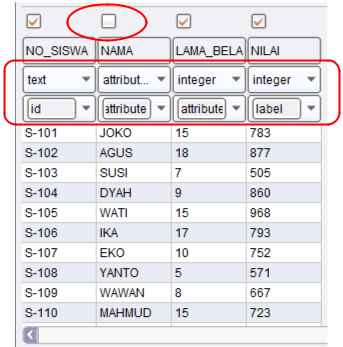 NO_SISWA NAMA LAMA_BELA NILAI
text attribut... integer integer
id attribute attribute label
S-101 JOKO 15 783
S-102 AGUS 18 877
S-103 SUSI 7 505
S-104 DYAH 9 860
S-105 WATI 15 968
S-106 IKA 17 793
S-107 EKO 10 752
S-108 YANTO 5 571
S-109 WAWAN 8 667
S-110 MAHMUD 15 723